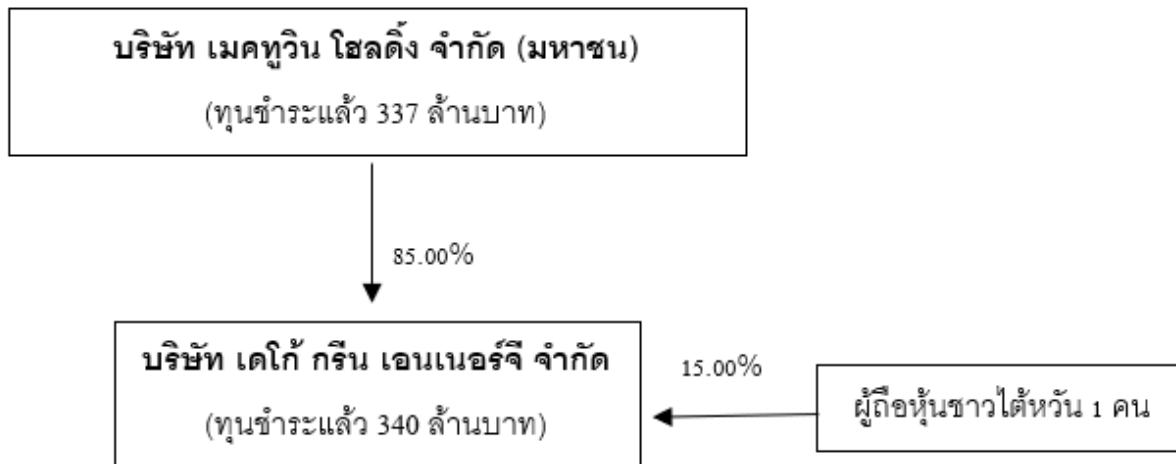 บริษัท เมคทูวิน โฮลดิ้ง จำกัด (มหาชน)
(ทุนชำระแล้ว 337 ล้านบาท)
85.00%
บริษัท เดโก้ กรีน เอนเนอร์จี จำกัด
(ทุนชำระแล้ว 340 ล้านบาท)
15.00%
ผู้ถือหุ้นชาวไต้หวัน 1 คน